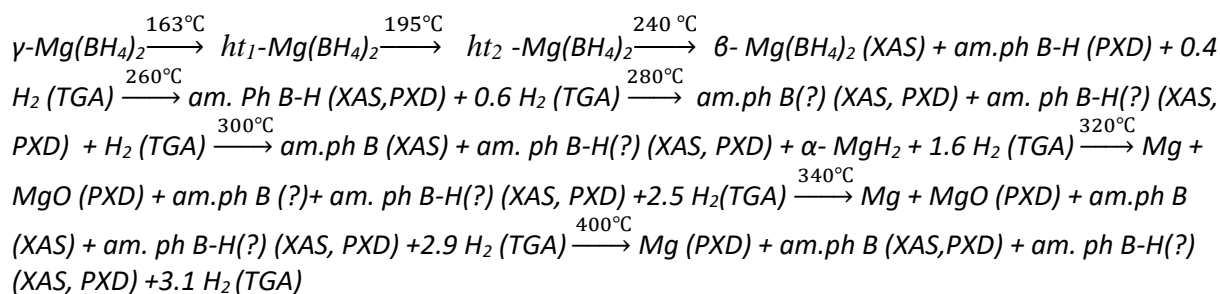 γ-Mg(BH4)2 163℃→ ht1-Mg(BH4)2 195℃→ ht2 -Mg(BH4)2 240 ℃→ β- Mg(BH4)2 (XAS) + am.ph B-H (PXD) + 0.4
H2 (TGA) 260℃→ am. Ph B-H (XAS,PXD) + 0.6 H2 (TGA) 280℃→ am.ph B(?) (XAS, PXD) + am. ph B-H(?) (XAS,
PXD) + H2 (TGA) 300℃→ am.ph B (XAS) + am. ph B-H(?) (XAS, PXD) + α- MgH2 + 1.6 H2 (TGA) 320℃→ Mg +
MgO (PXD) + am.ph B (?)+ am. ph B-H(?) (XAS, PXD) +2.5 H2(TGA) 340℃→ Mg + MgO (PXD) + am.ph B
(XAS) + am. ph B-H(?) (XAS, PXD) +2.9 H2 (TGA) 400℃→ Mg (PXD) + am.ph B (XAS,PXD) + am. ph B-H(?)
(XAS, PXD) +3.1 H2 (TGA)